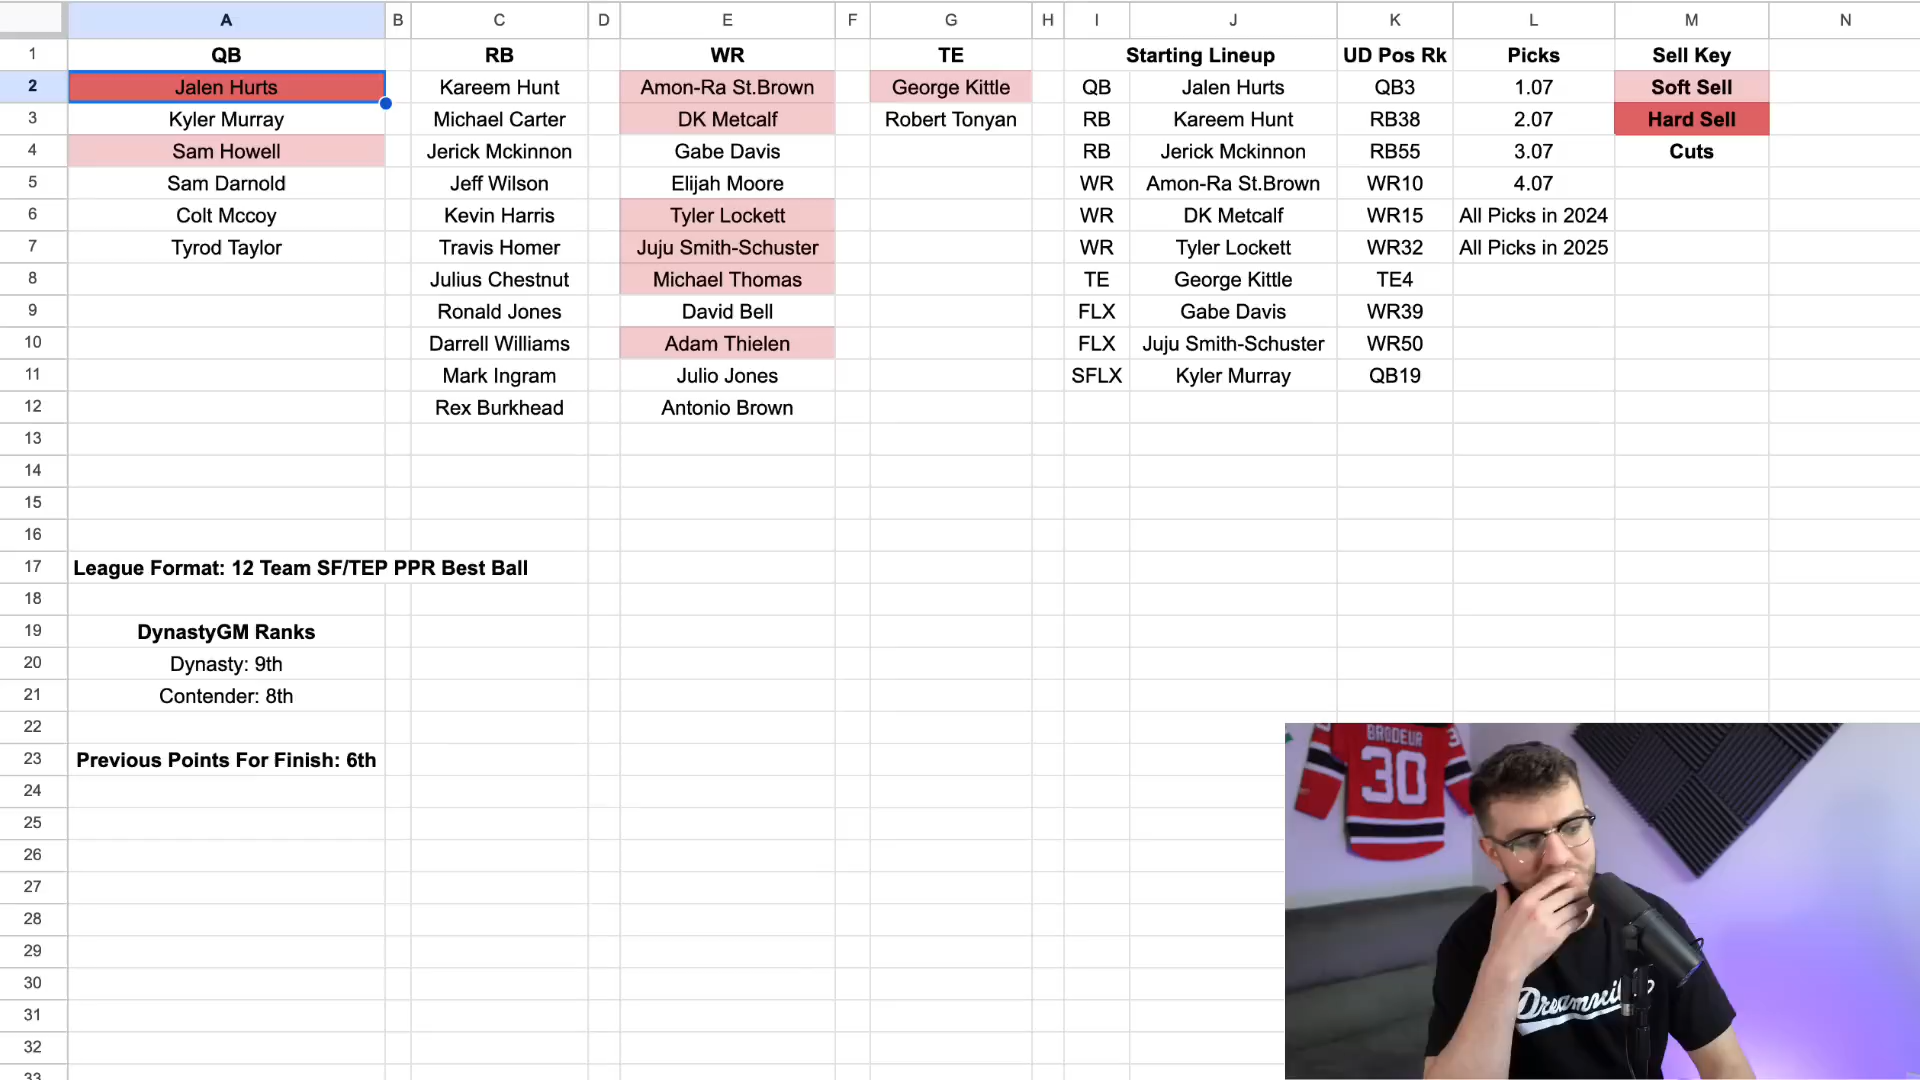 A B C D E F G H I J K L M N
1 QB RB WR TE Starting Lineup UD Pos Rk Picks Sell Key
2 Jalen Hurts Kareem Hunt Amon-Ra St.Brown George Kittle QB Jalen Hurts QB3 1.07 Soft Sell
3 Kyler Murray Michael Carter DK Metcalf Robert Tonyan RB Kareem Hunt RB38 2.07 Hard Sell
4 Sam Howell Jerick Mckinnon Gabe Davis RB Jerick Mckinnon RB55 3.07 Cuts
5 Sam Darnold Jeff Wilson Elijah Moore WR Amon-Ra St.Brown WR10 4.07
6 Colt Mccoy Kevin Harris Tyler Lockett WR DK Metcalf WR15 All Picks in 2024
7 Tyrod Taylor Travis Homer Juju Smith-Schuster WR Tyler Lockett WR32 All Picks in 2025
8 Julius Chestnut Michael Thomas TE George Kittle TE4
9 Ronald Jones David Bell FLX Gabe Davis WR39
10 Darrell Williams Adam Thielen FLX Juju Smith-Schuster WR50
11 Mark Ingram Julio Jones SFLX Kyler Murray QB19
12 Rex Burkhead Antonio Brown
13
14
15
16
17 League Format: 12 Team SF/TEP PPR Best Ball
18
19 DynastyGM Ranks
20 Dynasty: 9th
21 Contender: 8th
22
23 Previous Points For Finish: 6th
24
25
26
27
28
29
30
31
32
33
BRODEUR
30